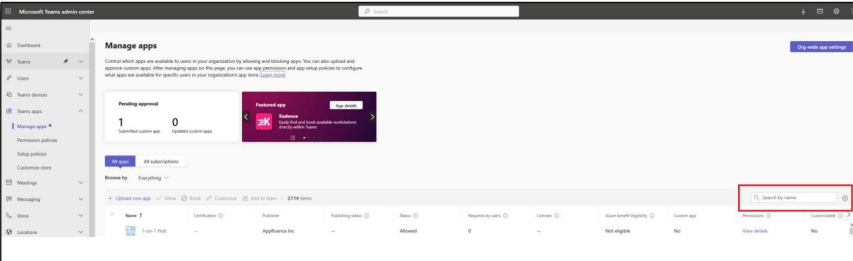 Microsoft Teams admin center
Search
Dashboard
Teams
Users
Teams devices
Teams apps
Manage apps
Permission policies
Setup policies
Customize store
Meetings
Messaging
Voice
Locations
Manage apps
Org-wide app settings
Control which apps are available to users in your organization by allowing and blocking apps. You can also upload and
approve custom apps. After managing apps on this page, you can use app permission and app setup policies to configure
what apps are available for specific users in your organization's app store. Learn more
Pending approval
1
Submitted custom app
0
Updated custom apps
Featured app
App details
Kadence
Easily find and book available workstations
directly within Teams
All apps
All subscriptions
Browse by Everything
+ Upload new app Allow Block Customize Add to team 2114 items
Search by name
Name ↑ Certification Publisher Publishing status Status Requests by users Licenses Azure benefit eligibility Custom app Permissions Customizable
1-on-1 Hub -- Appfluence Inc -- Allowed 0 -- Not eligible No View details No